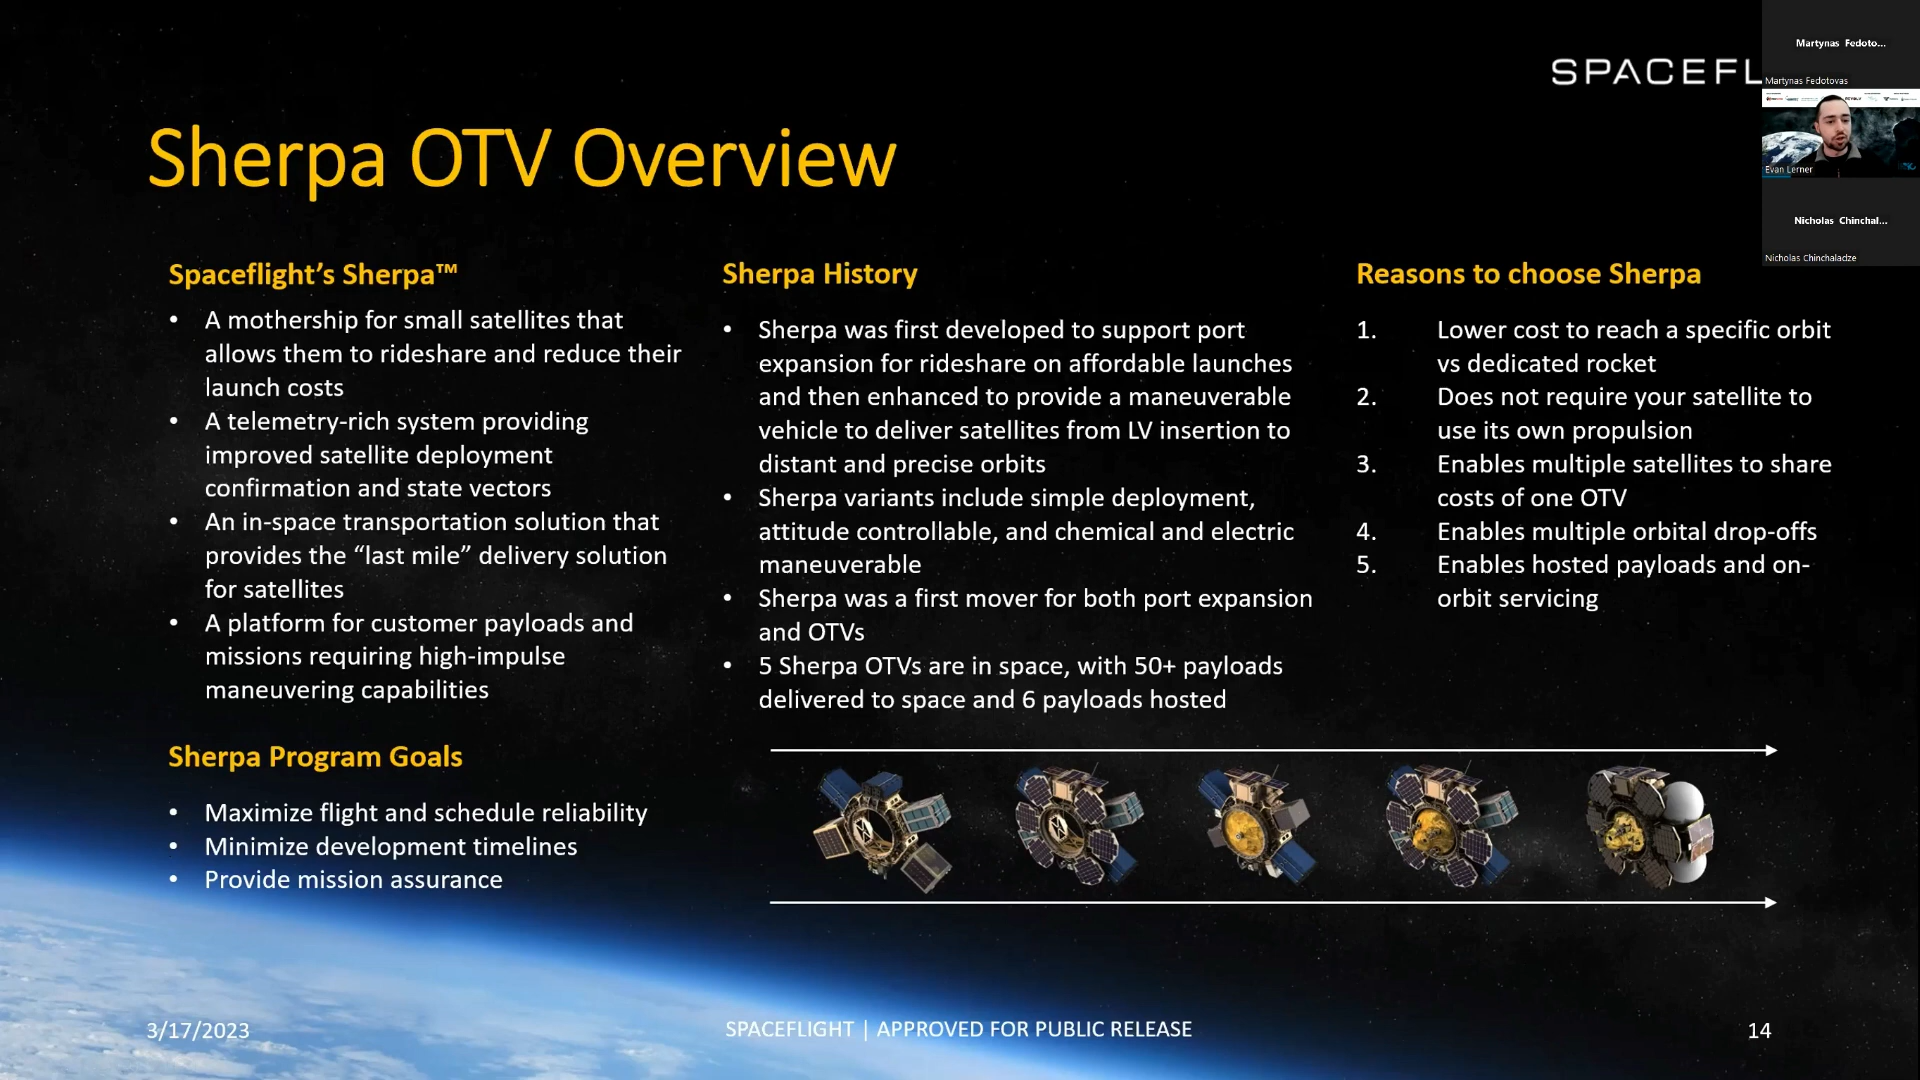 SPACEFL
Martynas Fedoto...
Martynas Fedotovas
Evan Lerner
Nicholas Chinchal...
Nicholas Chinchaladze
Sherpa OTV Overview
Spaceflight’s Sherpa™
• A mothership for small satellites that
allows them to rideshare and reduce their
launch costs
• A telemetry-rich system providing
improved satellite deployment
confirmation and state vectors
• An in-space transportation solution that
provides the “last mile” delivery solution
for satellites
• A platform for customer payloads and
missions requiring high-impulse
maneuvering capabilities
Sherpa Program Goals
• Maximize flight and schedule reliability
• Minimize development timelines
• Provide mission assurance
Sherpa History
• Sherpa was first developed to support port
expansion for rideshare on affordable launches
and then enhanced to provide a maneuverable
vehicle to deliver satellites from LV insertion to
distant and precise orbits
• Sherpa variants include simple deployment,
attitude controllable, and chemical and electric
maneuverable
• Sherpa was a first mover for both port expansion
and OTVs
• 5 Sherpa OTVs are in space, with 50+ payloads
delivered to space and 6 payloads hosted
Reasons to choose Sherpa
1. Lower cost to reach a specific orbit
vs dedicated rocket
2. Does not require your satellite to
use its own propulsion
3. Enables multiple satellites to share
costs of one OTV
4. Enables multiple orbital drop-offs
5. Enables hosted payloads and on-
orbit servicing
3/17/2023
SPACEFLIGHT | APPROVED FOR PUBLIC RELEASE
14